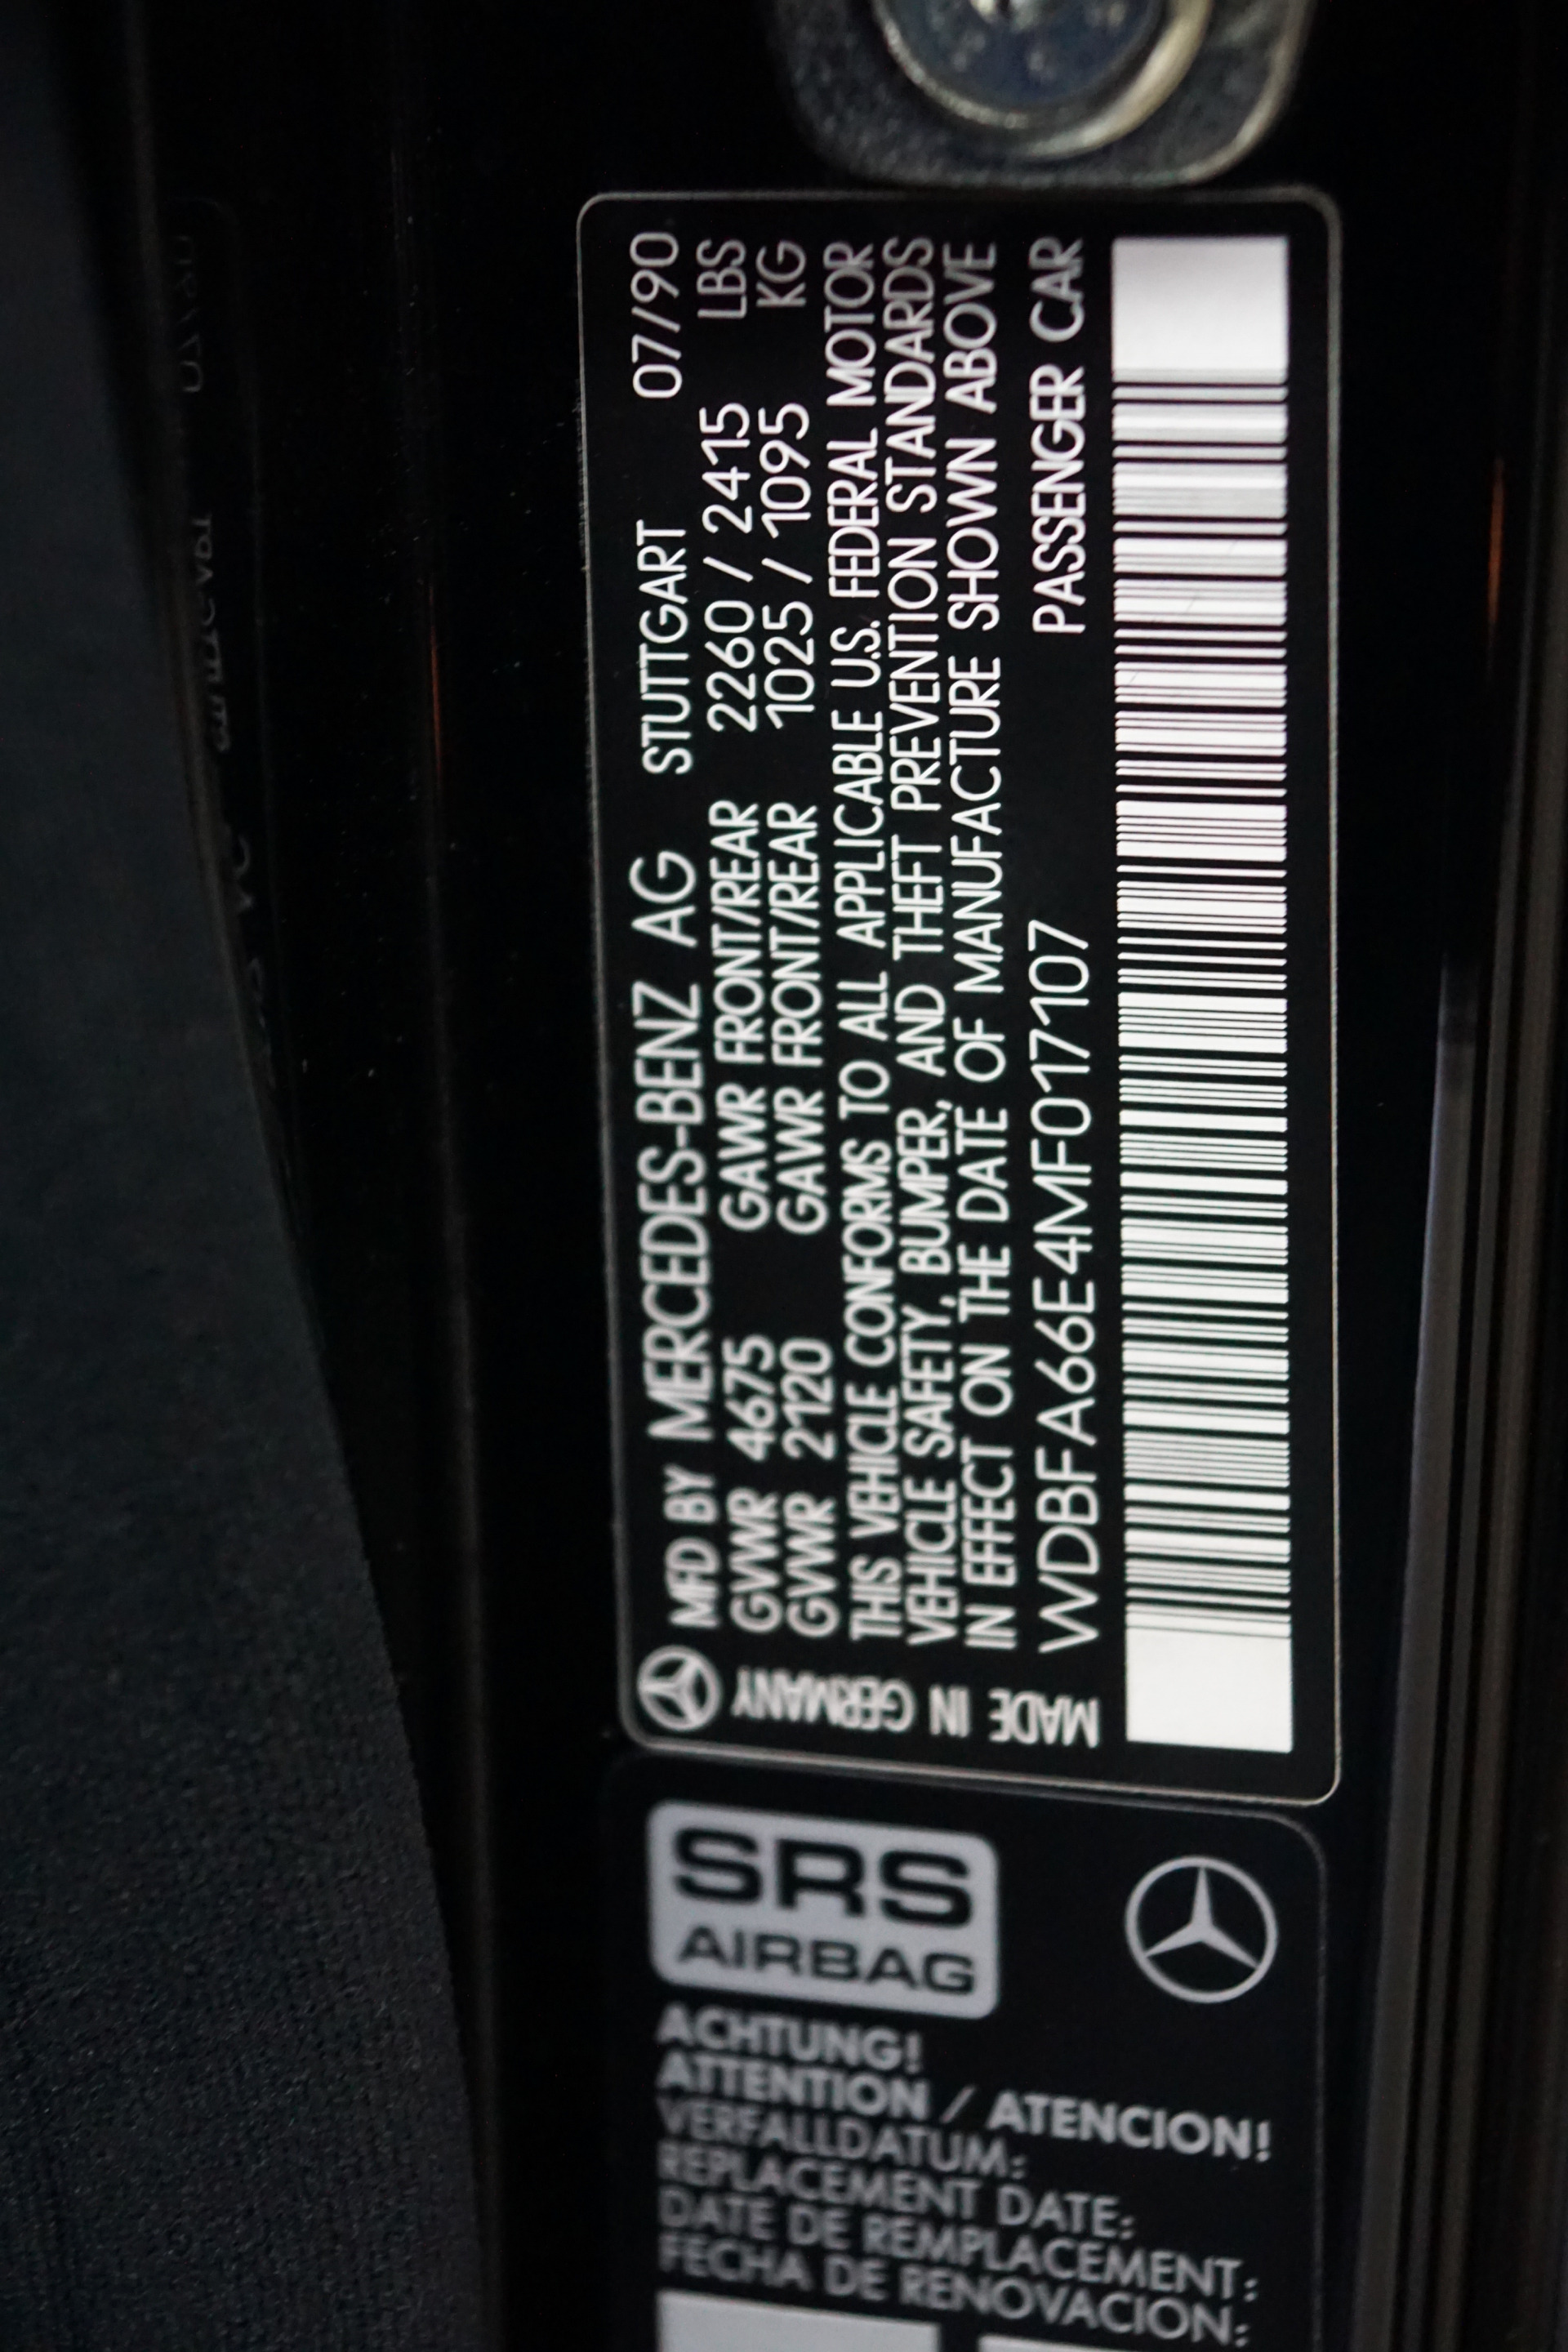 MFD BY MERCEDES-BENZ AG STUTTGART 07/90
GVWR 4675 GAWR FRONT/REAR 2260 / 2415 LBS
GVWR 2120 GAWR FRONT/REAR 1025 / 1095 KG
THIS VEHICLE CONFORMS TO ALL APPLICABLE U.S. FEDERAL MOTOR
VEHICLE SAFETY, BUMPER, AND THEFT PREVENTION STANDARDS
IN EFFECT ON THE DATE OF MANUFACTURE SHOWN ABOVE
WDBFA66E4MF017107 PASSENGER CAR
MADE IN GERMANY
SRS
AIRBAG
ACHTUNG!
ATTENTION / ATENCION!
VERFALLDATUM:
REPLACEMENT DATE:
DATE DE REMPLACEMENT:
FECHA DE RENOVACION: